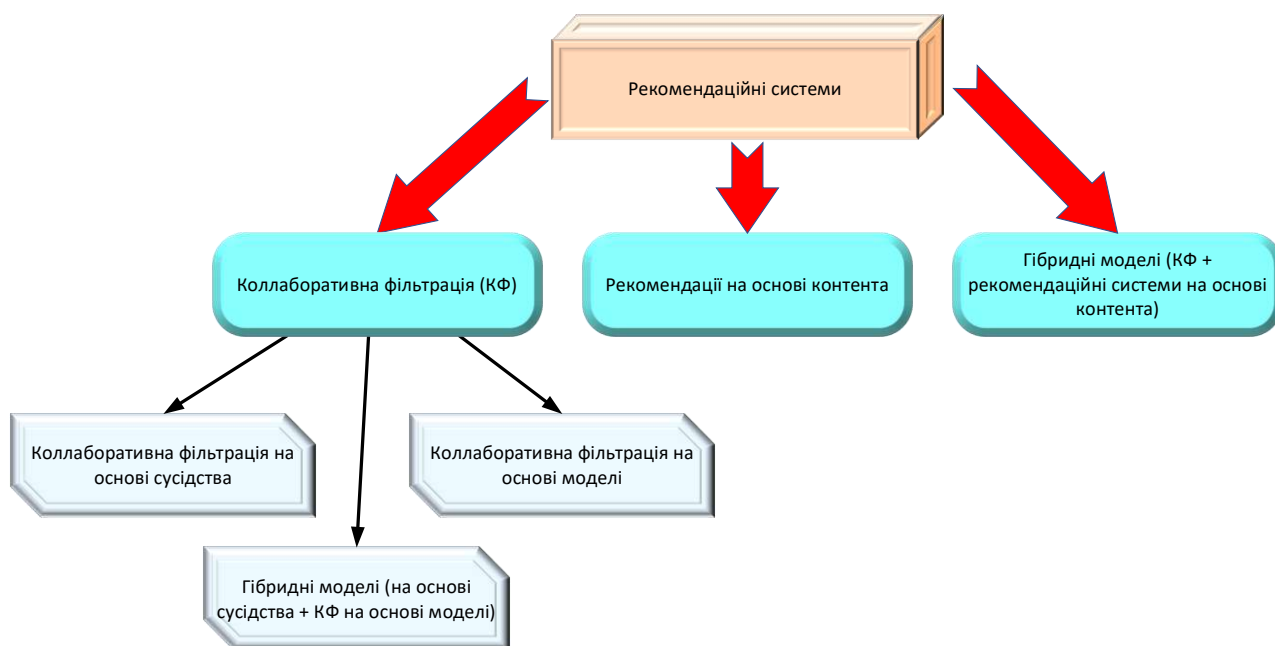 Рекомендаційні системи
Коллаборативна фільтрація (КФ)
Рекомендації на основі контента
Гібридні моделі (КФ +
рекомендаційні системи на основі
контента)
Коллаборативна фільтрація на
основі сусідства
Коллаборативна фільтрація на
основі моделі
Гібридні моделі (на основі
сусідства + КФ на основі моделі)